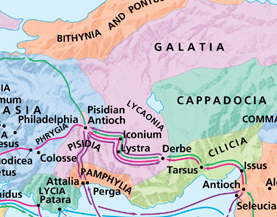 BITHYNIA AND PONTUS
GALATIA
CAPPADOCIA
COMMA
ASIA
LYCAONIA
Pisidian
Antioch
Philadelphia
PHRYGIA
Iconium
Lystra
PISIDIA
Colosse
Derbe
CILICIA
Tarsus
Issus
PAMPHYLIA
Attalia
Perga
Antioch
LYCIA
Patara
Seleucia